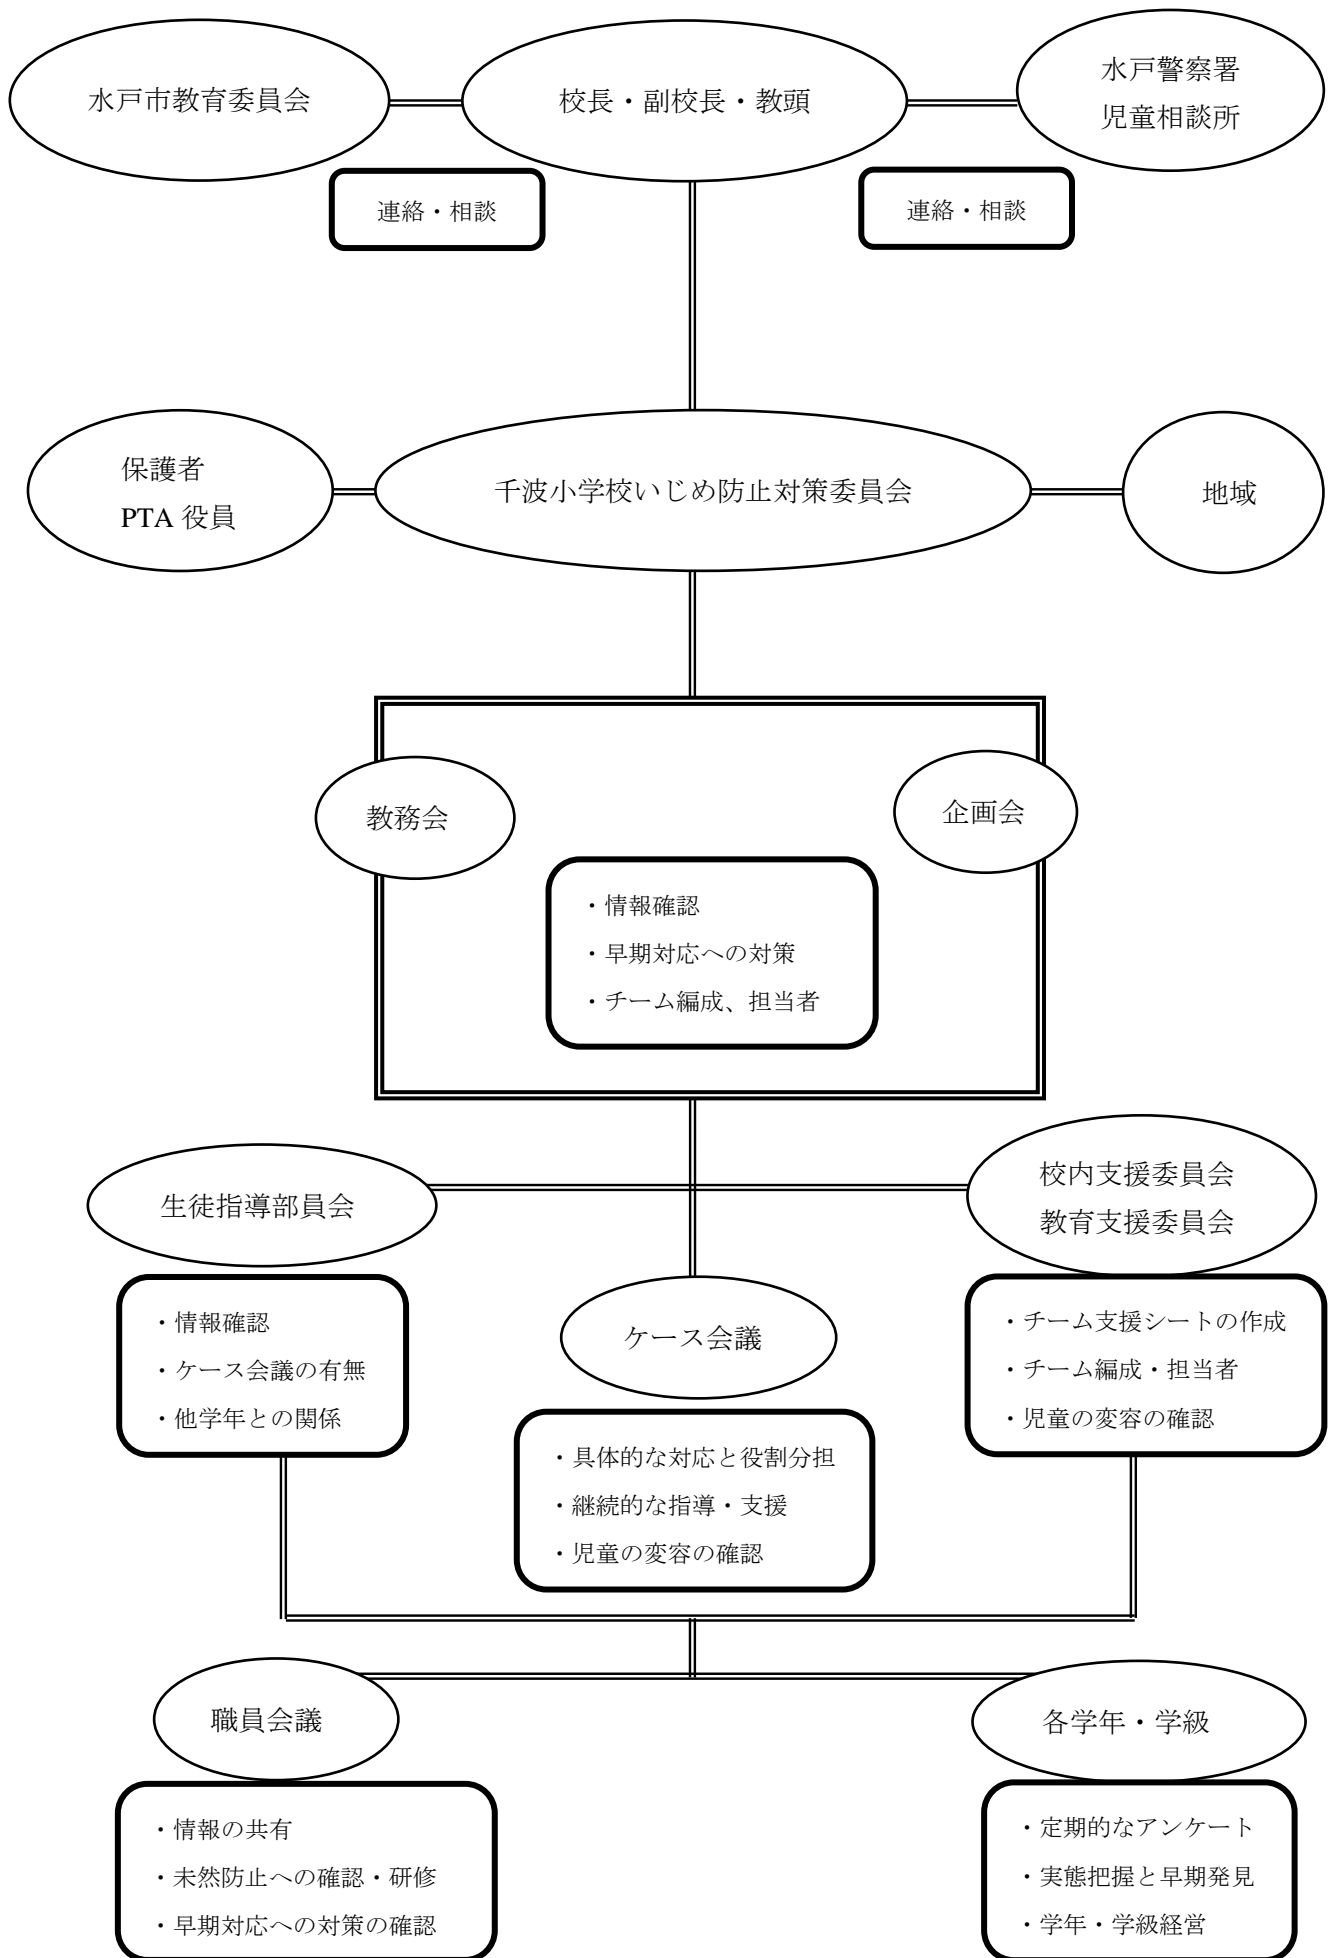 水戸市教育委員会
校長・副校長・教頭
水戸警察署
児童相談所
連絡・相談
連絡・相談
保護者
PTA 役員
千波小学校いじめ防止対策委員会
地域
教務会
企画会
・情報確認
・早期対応への対策
・チーム編成、担当者
生徒指導部員会
校内支援委員会
教育支援委員会
・情報確認
・ケース会議の有無
・他学年との関係
ケース会議
・チーム支援シートの作成
・チーム編成・担当者
・児童の変容の確認
・具体的な対応と役割分担
・継続的な指導・支援
・児童の変容の確認
職員会議
各学年・学級
・情報の共有
・未然防止への確認・研修
・早期対応への対策の確認
・定期的なアンケート
・実態把握と早期発見
・学年・学級経営